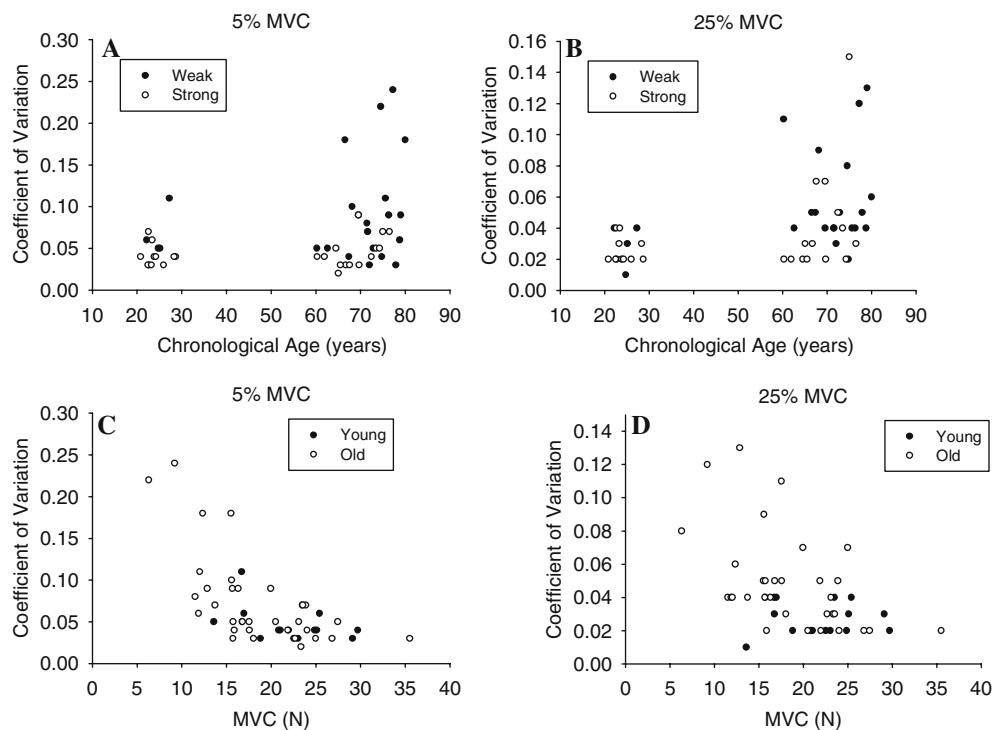 5% MVC
A
0.30
0.25
0.20
0.15
0.10
0.05
0.00
Coefficient of Variation
Weak
Strong
10 20 30 40 50 60 70 80 90
Chronological Age (years)
25% MVC
B
0.16
0.14
0.12
0.10
0.08
0.06
0.04
0.02
0.00
Coefficient of Variation
Weak
Strong
10 20 30 40 50 60 70 80 90
Chronological Age (years)
5% MVC
C
0.30
0.25
0.20
0.15
0.10
0.05
0.00
Coefficient of Variation
Young
Old
0 5 10 15 20 25 30 35 40
MVC (N)
25% MVC
D
0.14
0.12
0.10
0.08
0.06
0.04
0.02
0.00
Coefficient of Variation
Young
Old
0 5 10 15 20 25 30 35 40
MVC (N)